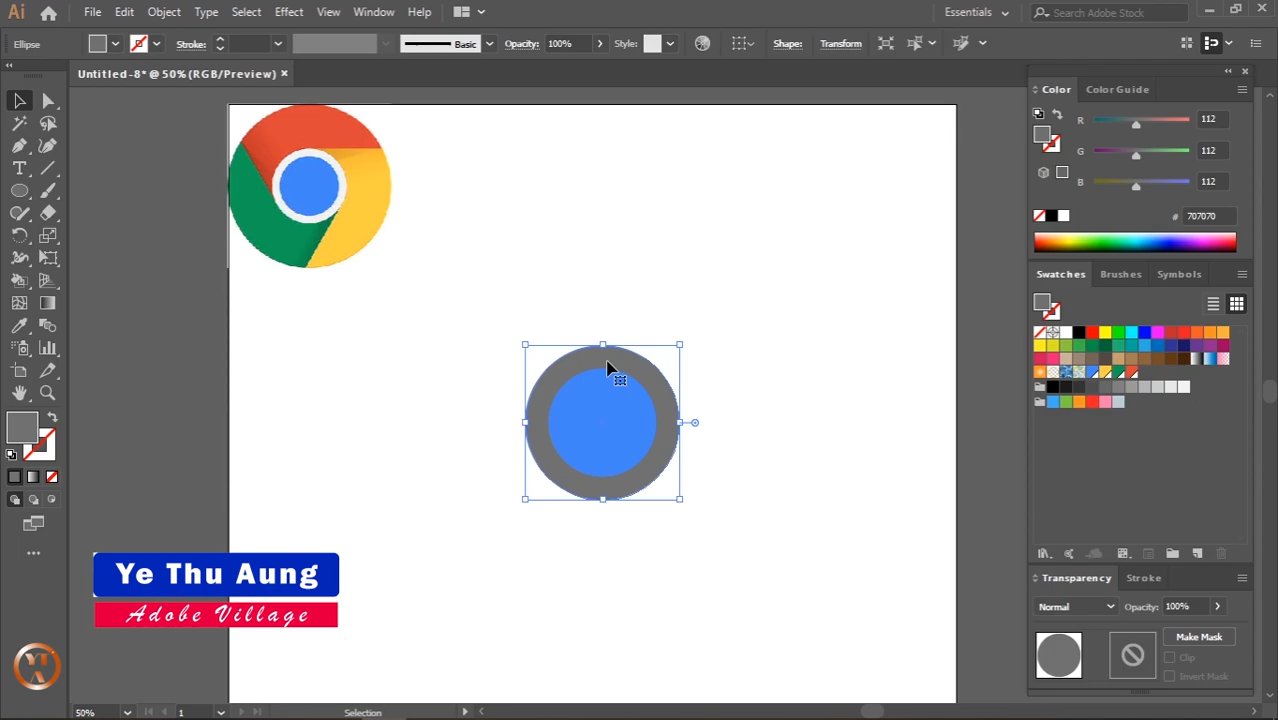 Ai File Edit Object Type Select Effect View Window Help Essentials Search Adobe Stock
Ellipse Stroke: Basic Opacity: 100% Style: Shape: Transform
Untitled-8* @ 50% (RGB/Preview) ×
Color Color Guide
R 112
G 112
B 112
# 707070
Swatches Brushes Symbols
Ye Thu Aung
Adobe Village
Transparency Stroke
Normal Opacity: 100%
Make Mask
Clip
Invert Mask
50% 1 Selection